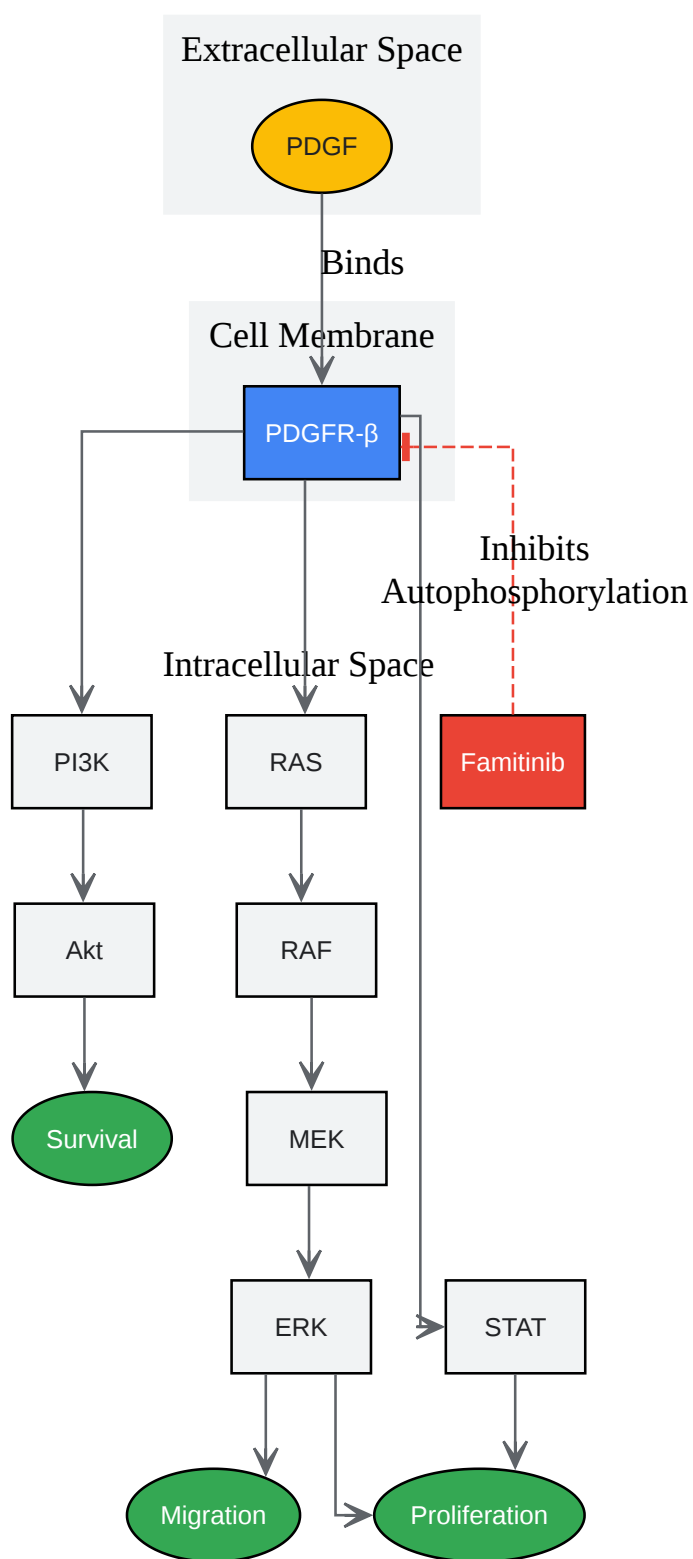 Extracellular Space
PDGF
Binds
Cell Membrane
PDGFR-β
Inhibits
Autophosphorylation
Intracellular Space
PI3K
RAS
Famitinib
Akt
RAF
Survival
MEK
ERK
STAT
Migration
Proliferation